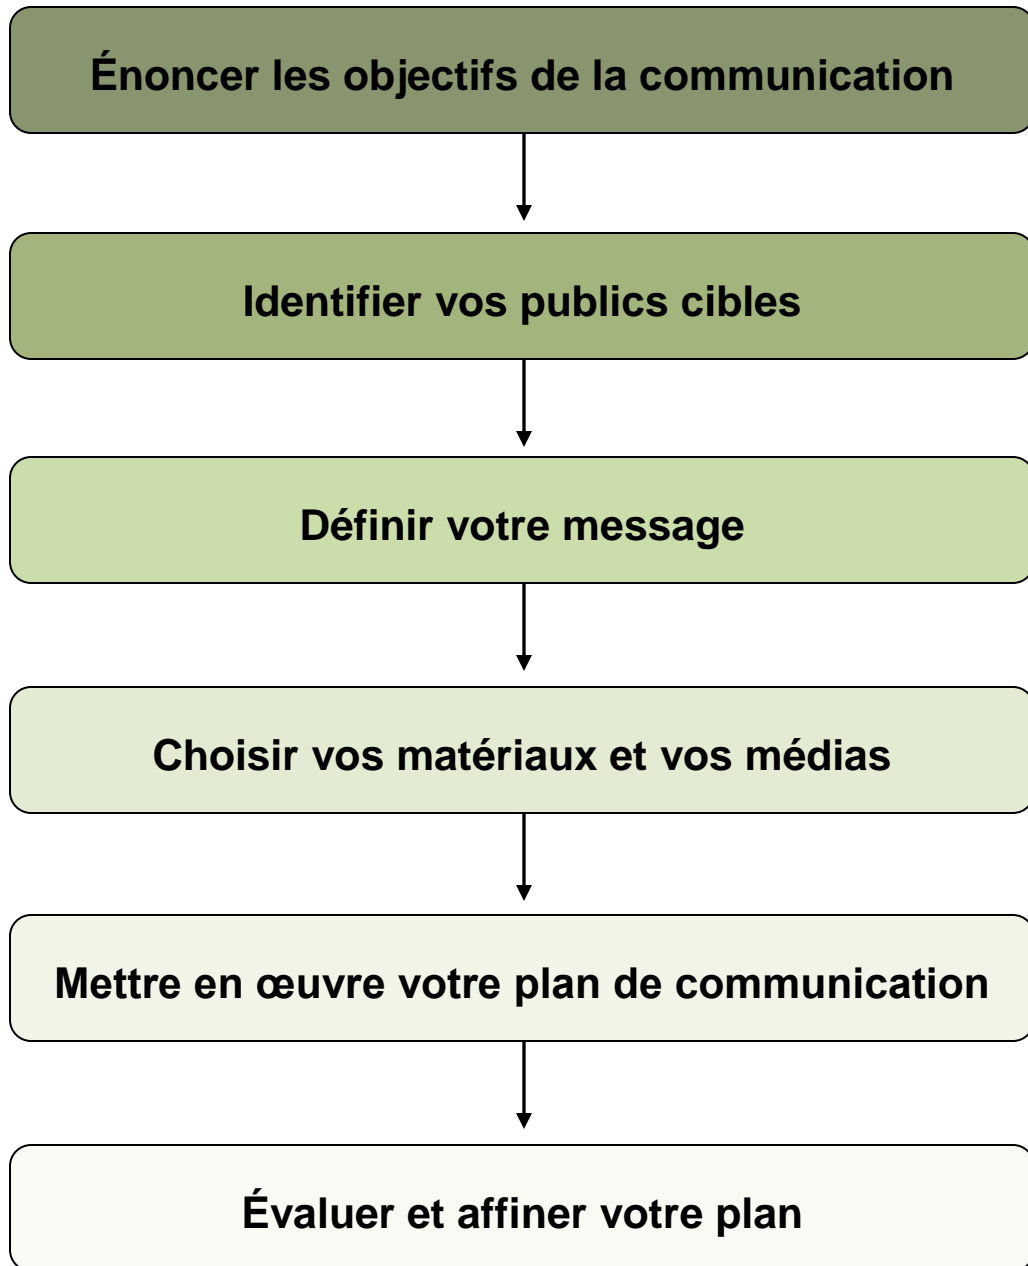 Énoncer les objectifs de la communication
Identifier vos publics cibles
Définir votre message
Choisir vos matériaux et vos médias
Mettre en œuvre votre plan de communication
Évaluer et affiner votre plan